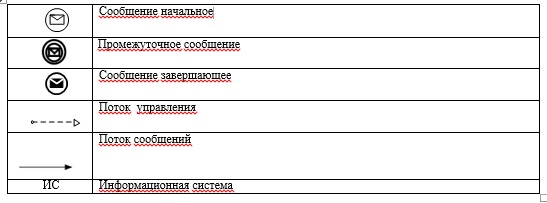 Сообщение начальное
Промежуточное сообщение
Сообщение завершающее
Поток управления
Поток сообщений
ИС Информационная система